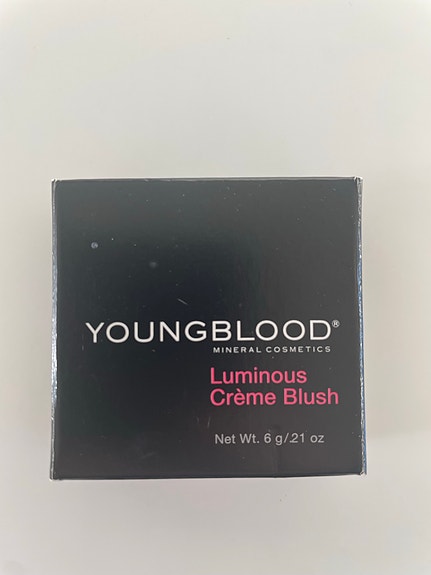 YOUNGBLOOD®
MINERAL COSMETICS
Luminous
Crème Blush
Net Wt. 6 g/.21 oz